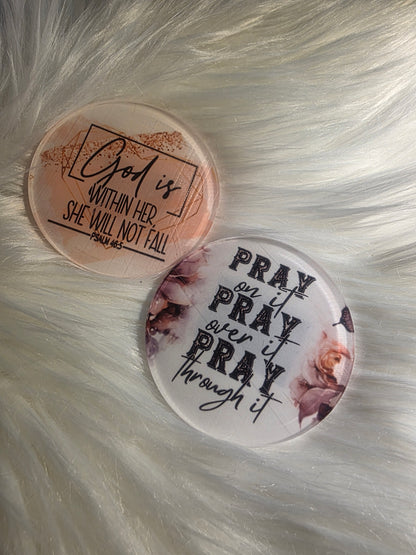 God is
WITHIN HER,
SHE WILL NOT FALL
PSALM 46:5
PRAY
on it
PRAY
over it
PRAY
through it